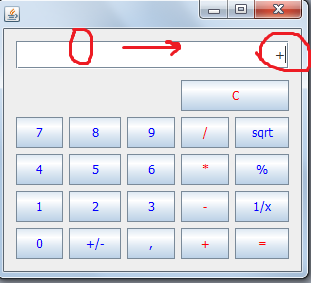 +
C
7 8 9 / sqrt
4 5 6 * %
1 2 3 - 1/x
0 +/- , + =